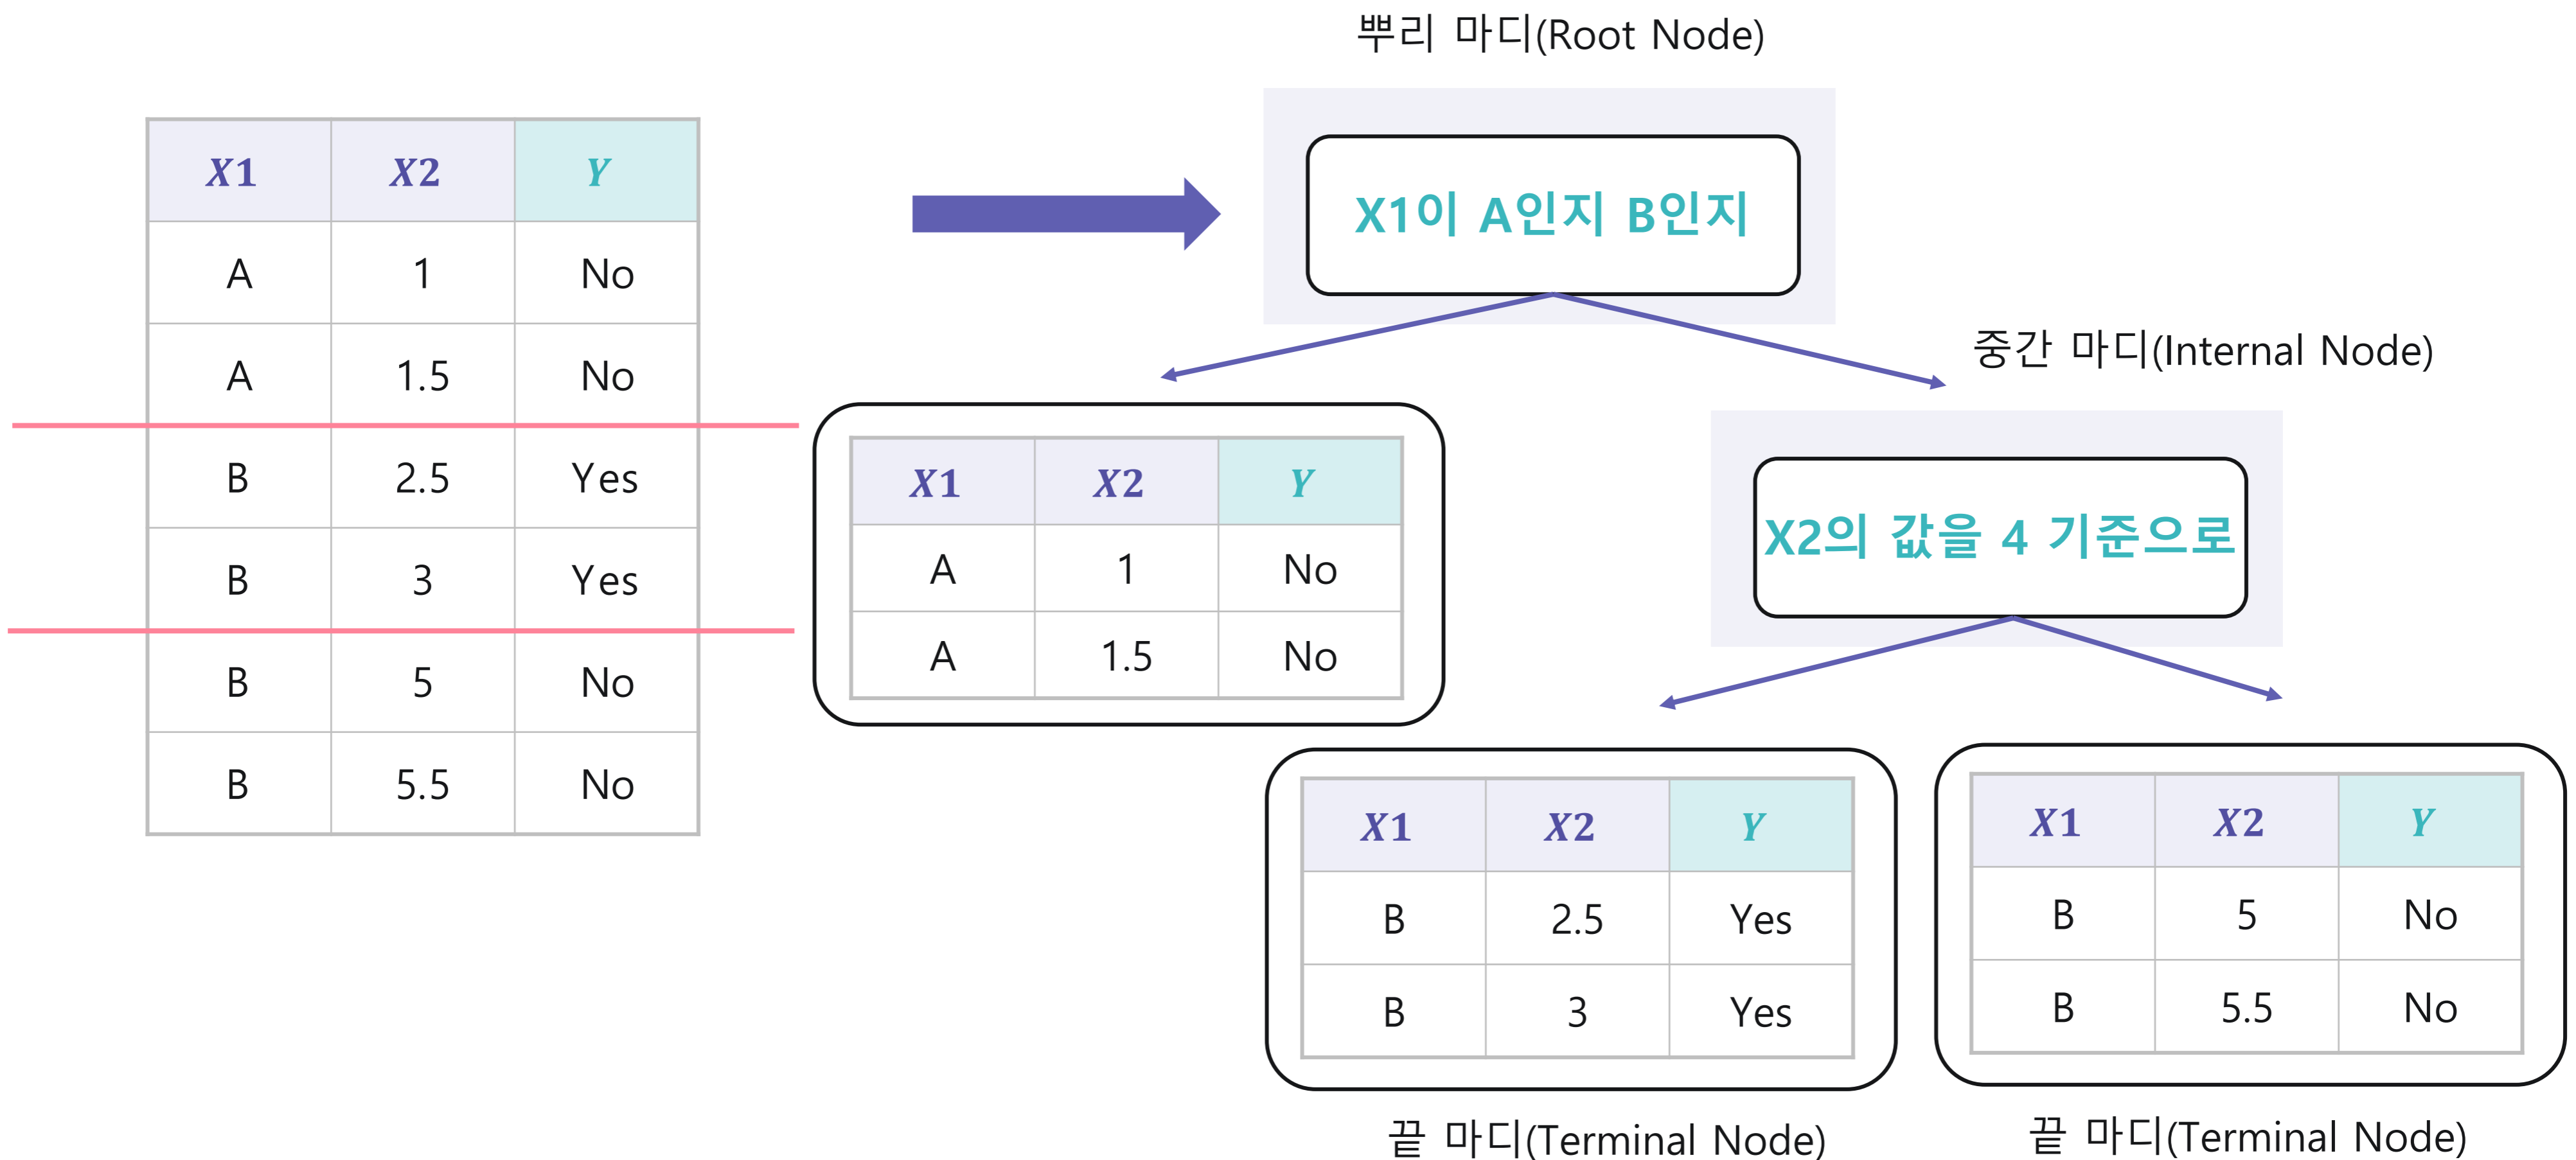 뿌리 마디(Root Node)
X1 X2 Y
A 1 No
A 1.5 No
B 2.5 Yes
B 3 Yes
B 5 No
B 5.5 No
X1이 A인지 B인지
중간 마디(Internal Node)
X1 X2 Y
A 1 No
A 1.5 No
X2의 값을 4 기준으로
X1 X2 Y
B 2.5 Yes
B 3 Yes
끝 마디(Terminal Node)
X1 X2 Y
B 5 No
B 5.5 No
끝 마디(Terminal Node)